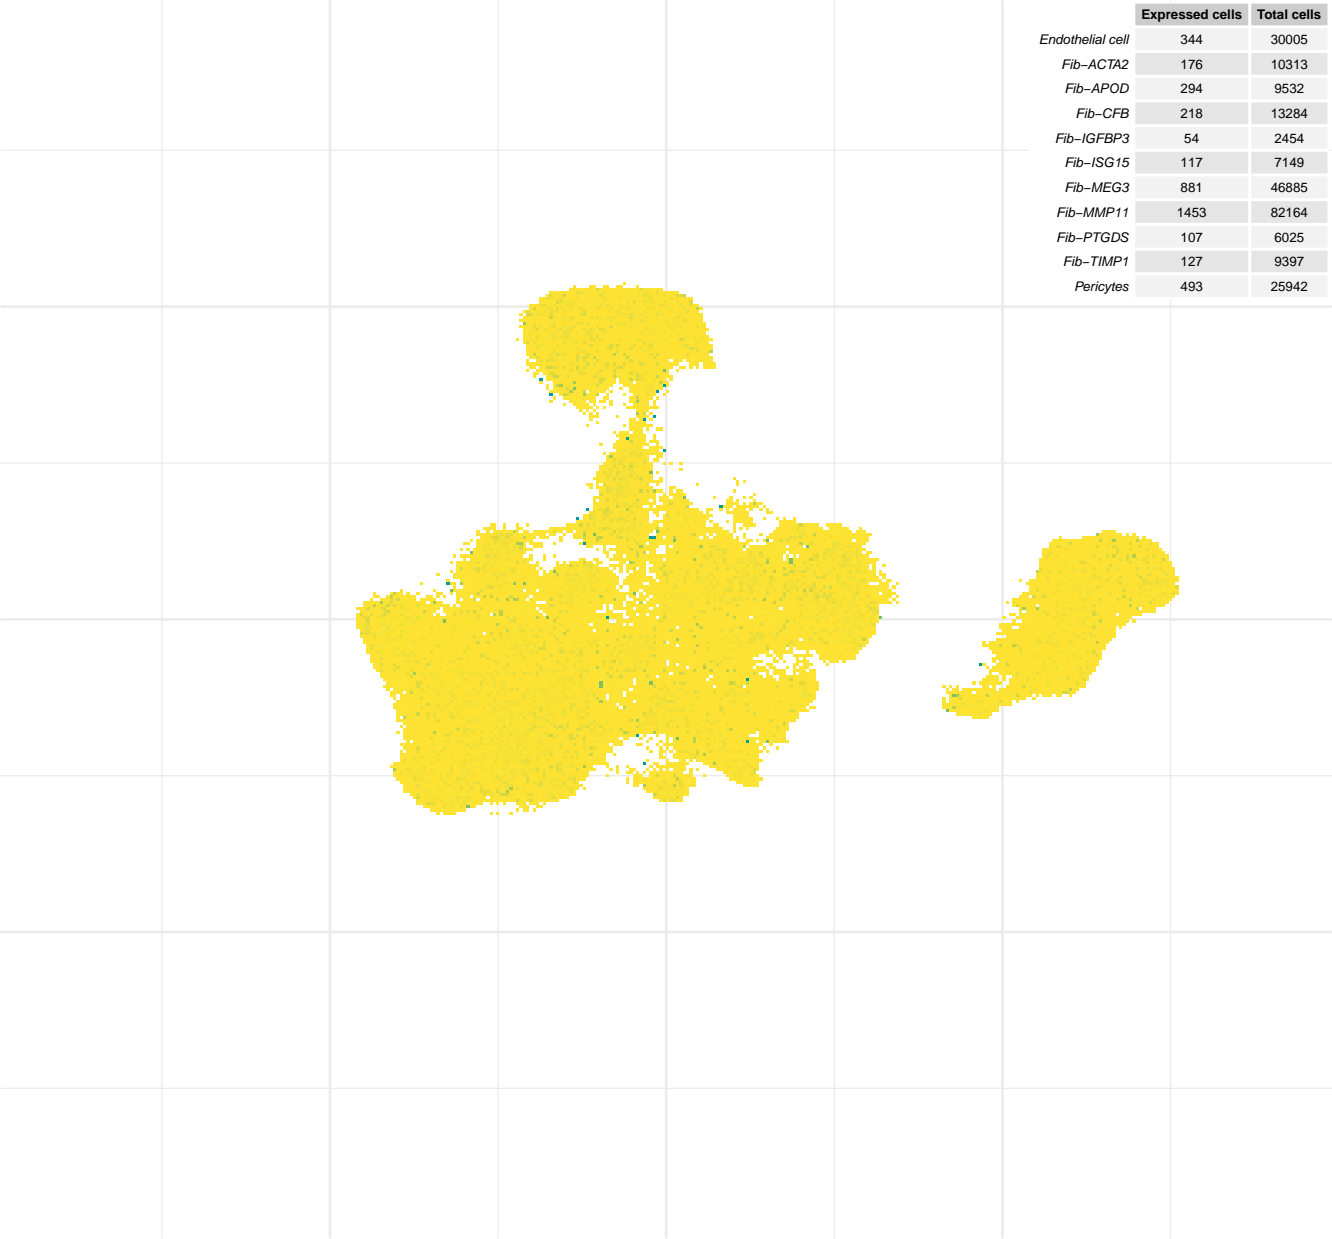 Expressed cells Total cells
Endothelial cell 344 30005
Fib−ACTA2 176 10313
Fib−APOD 294 9532
Fib−CFB 218 13284
Fib−IGFBP3 54 2454
Fib−ISG15 117 7149
Fib−MEG3 881 46885
Fib−MMP11 1453 82164
Fib−PTGDS 107 6025
Fib−TIMP1 127 9397
Pericytes 493 25942